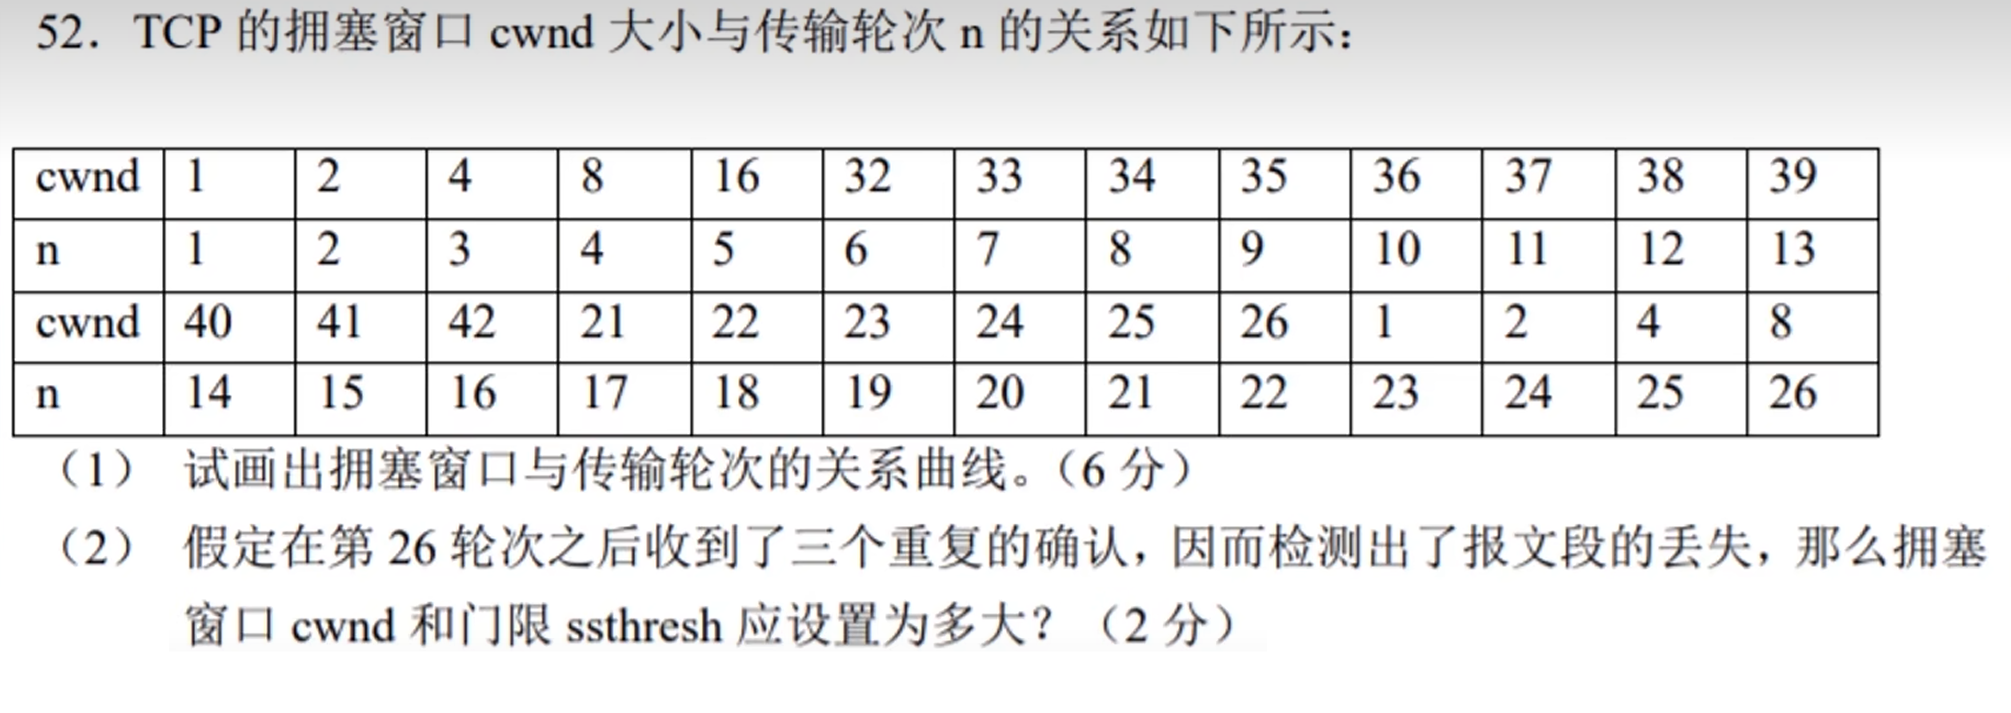 52. TCP 的拥塞窗口 cwnd 大小与传输轮次 n 的关系如下所示:
cwnd 1 2 4 8 16 32 33 34 35 36 37 38 39
n 1 2 3 4 5 6 7 8 9 10 11 12 13
cwnd 40 41 42 21 22 23 24 25 26 1 2 4 8
n 14 15 16 17 18 19 20 21 22 23 24 25 26
（1） 试画出拥塞窗口与传输轮次的关系曲线。（6 分）
（2） 假定在第 26 轮次之后收到了三个重复的确认，因而检测出了报文段的丢失，那么拥塞
窗口 cwnd 和门限 ssthresh 应设置为多大？（2 分）